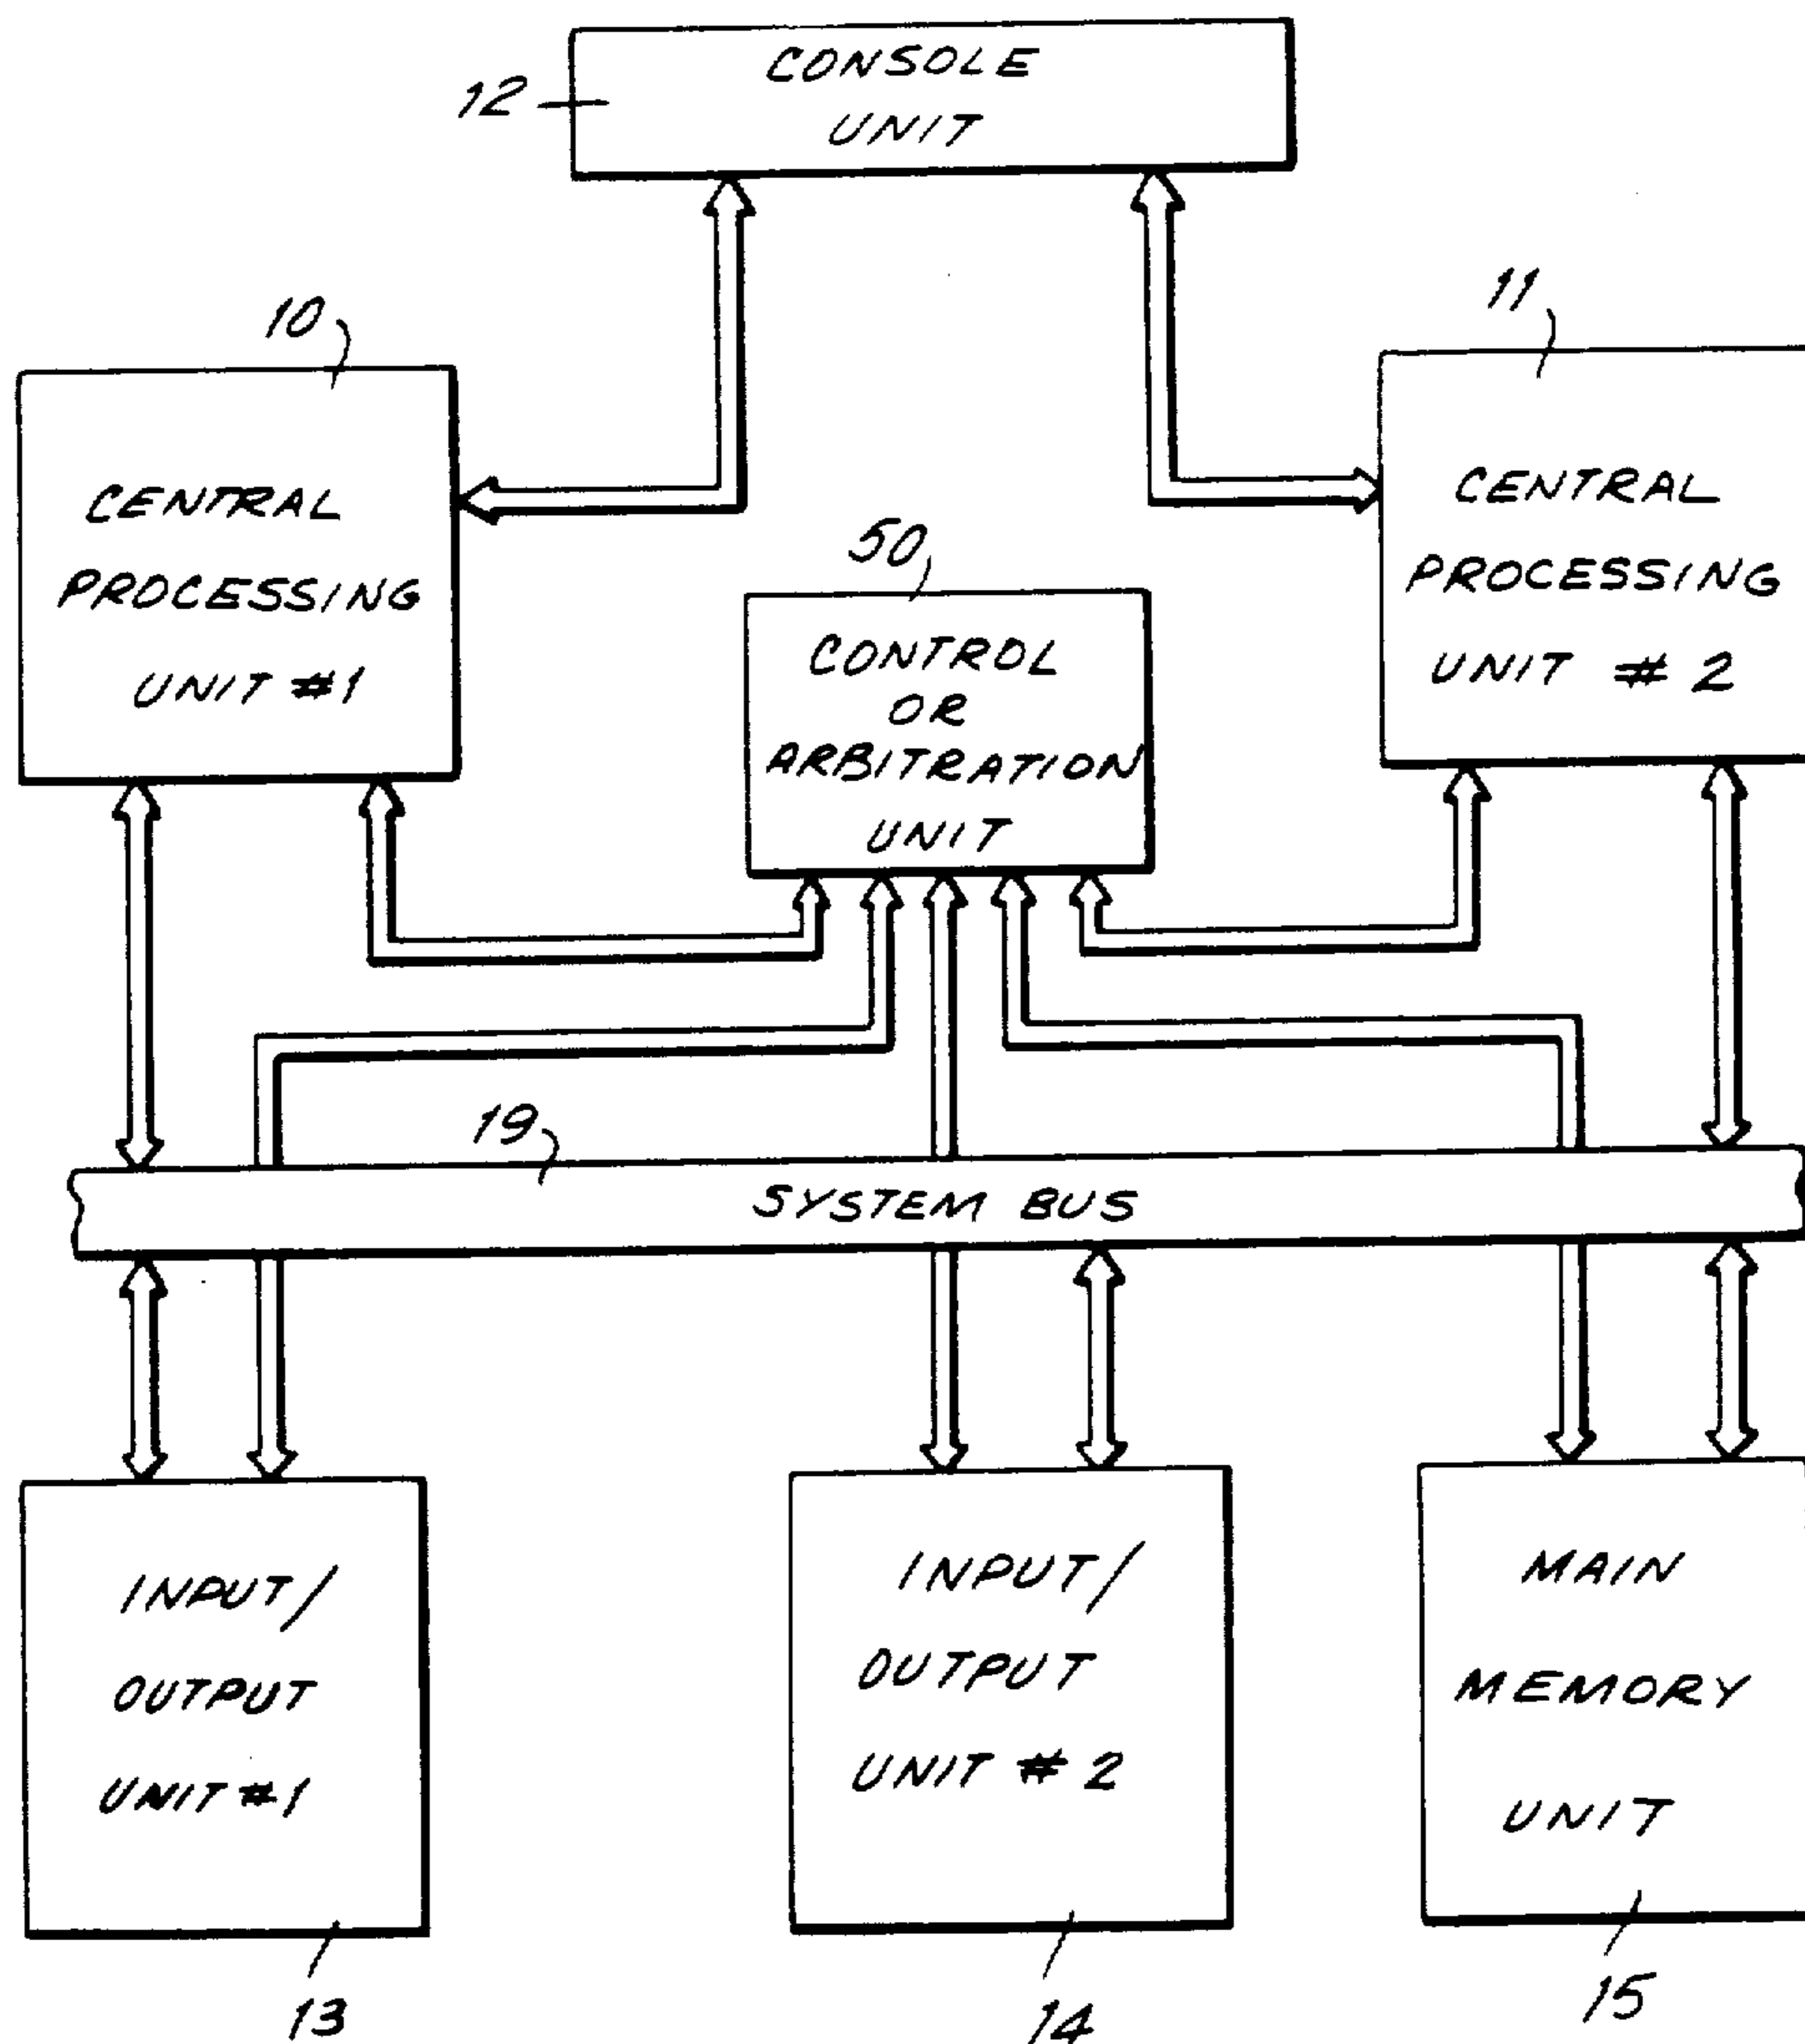 CONSOLE
UNIT
12
10
11
CENTRAL
PROCESSING
UNIT #1
50
CONTROL
OR
ARBITRATION
UNIT
CENTRAL
PROCESSING
UNIT # 2
19
SYSTEM BUS
INPUT/
OUTPUT
UNIT #1
INPUT/
OUTPUT
UNIT # 2
MAIN
MEMORY
UNIT
13
14
15